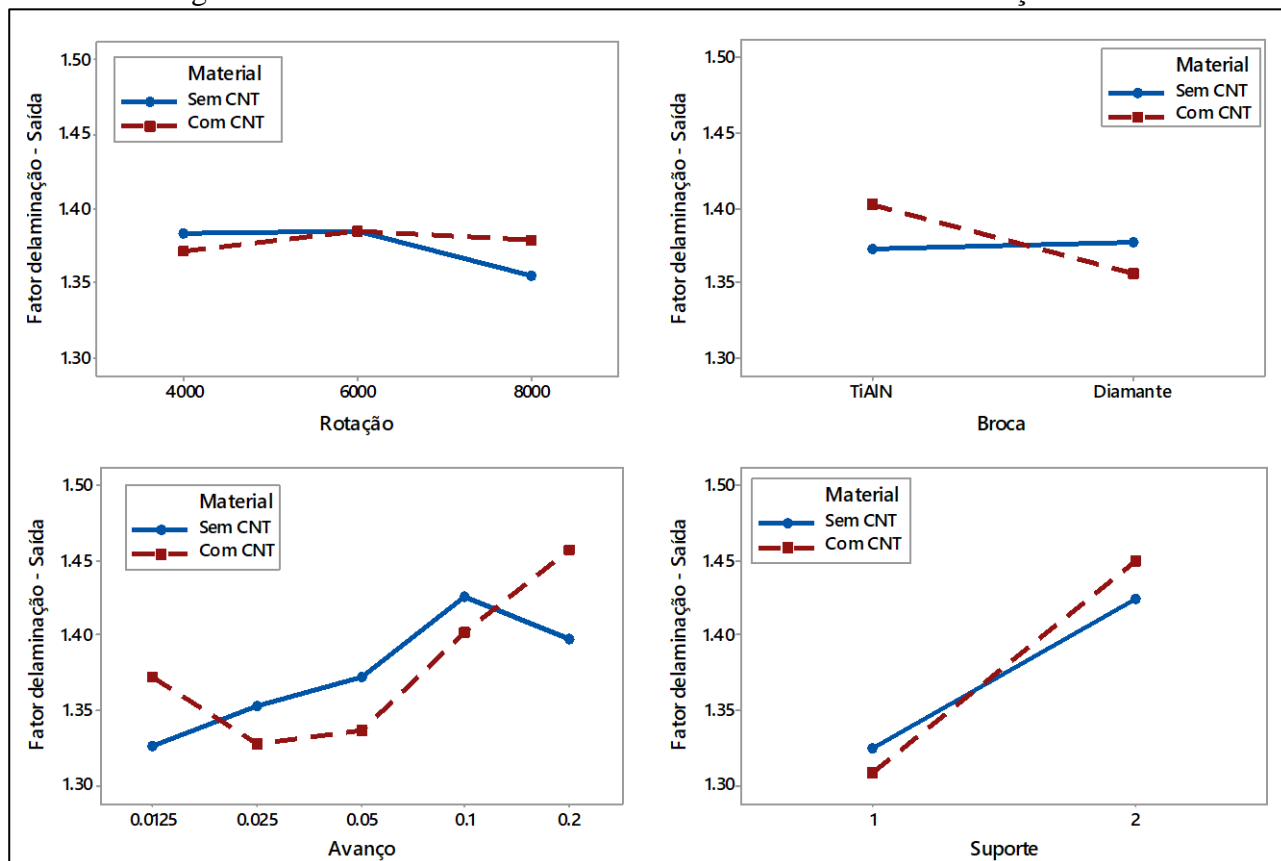 1.50
1.45
1.40
1.35
1.30
Fator delaminação - Saída
Material
Sem CNT
Com CNT
4000 6000 8000
Rotação
1.50
1.45
1.40
1.35
1.30
Fator delaminação - Saída
Material
Sem CNT
Com CNT
TiAlN Diamante
Broca
1.50
1.45
1.40
1.35
1.30
Fator delaminação - Saída
Material
Sem CNT
Com CNT
0.0125 0.025 0.05 0.1 0.2
Avanço
1.50
1.45
1.40
1.35
1.30
Fator delaminação - Saída
Material
Sem CNT
Com CNT
1 2
Suporte